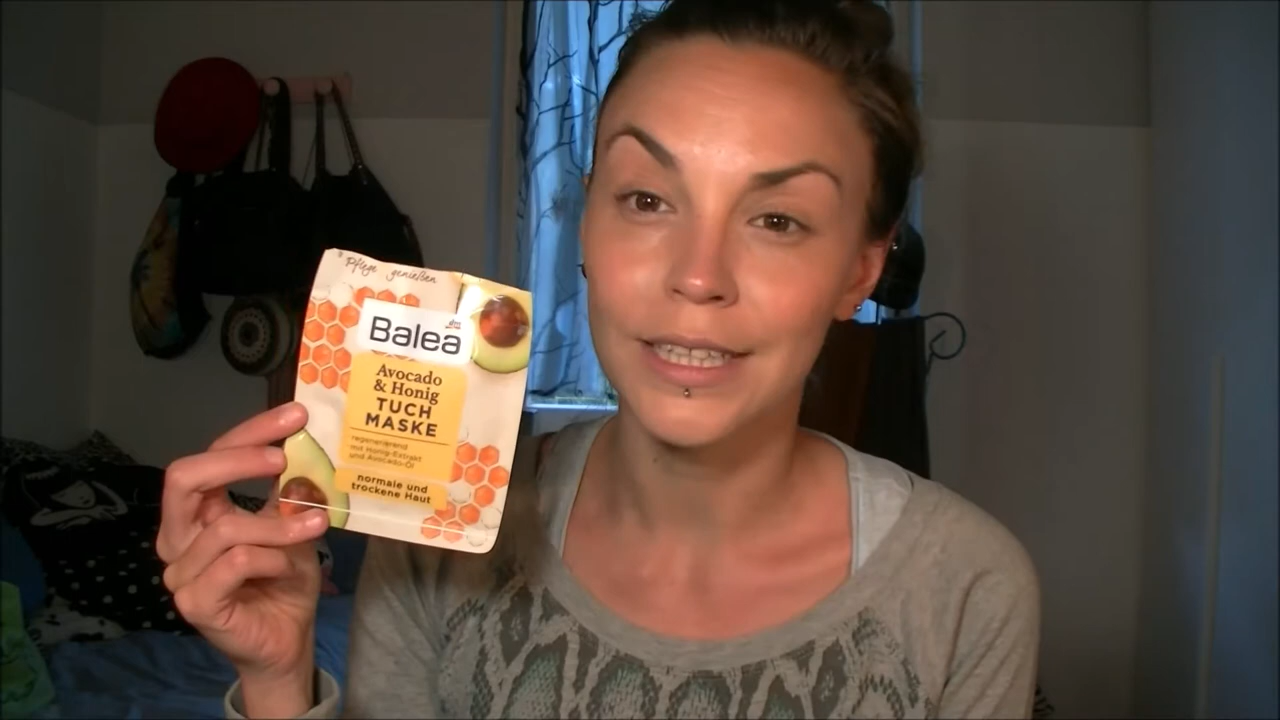 Pflege genießen
dm
Balea
Avocado
& Honig
TUCH
MASKE
regenerierend
mit Honig-Extrakt
und Avocado-Öl
normale und
trockene Haut